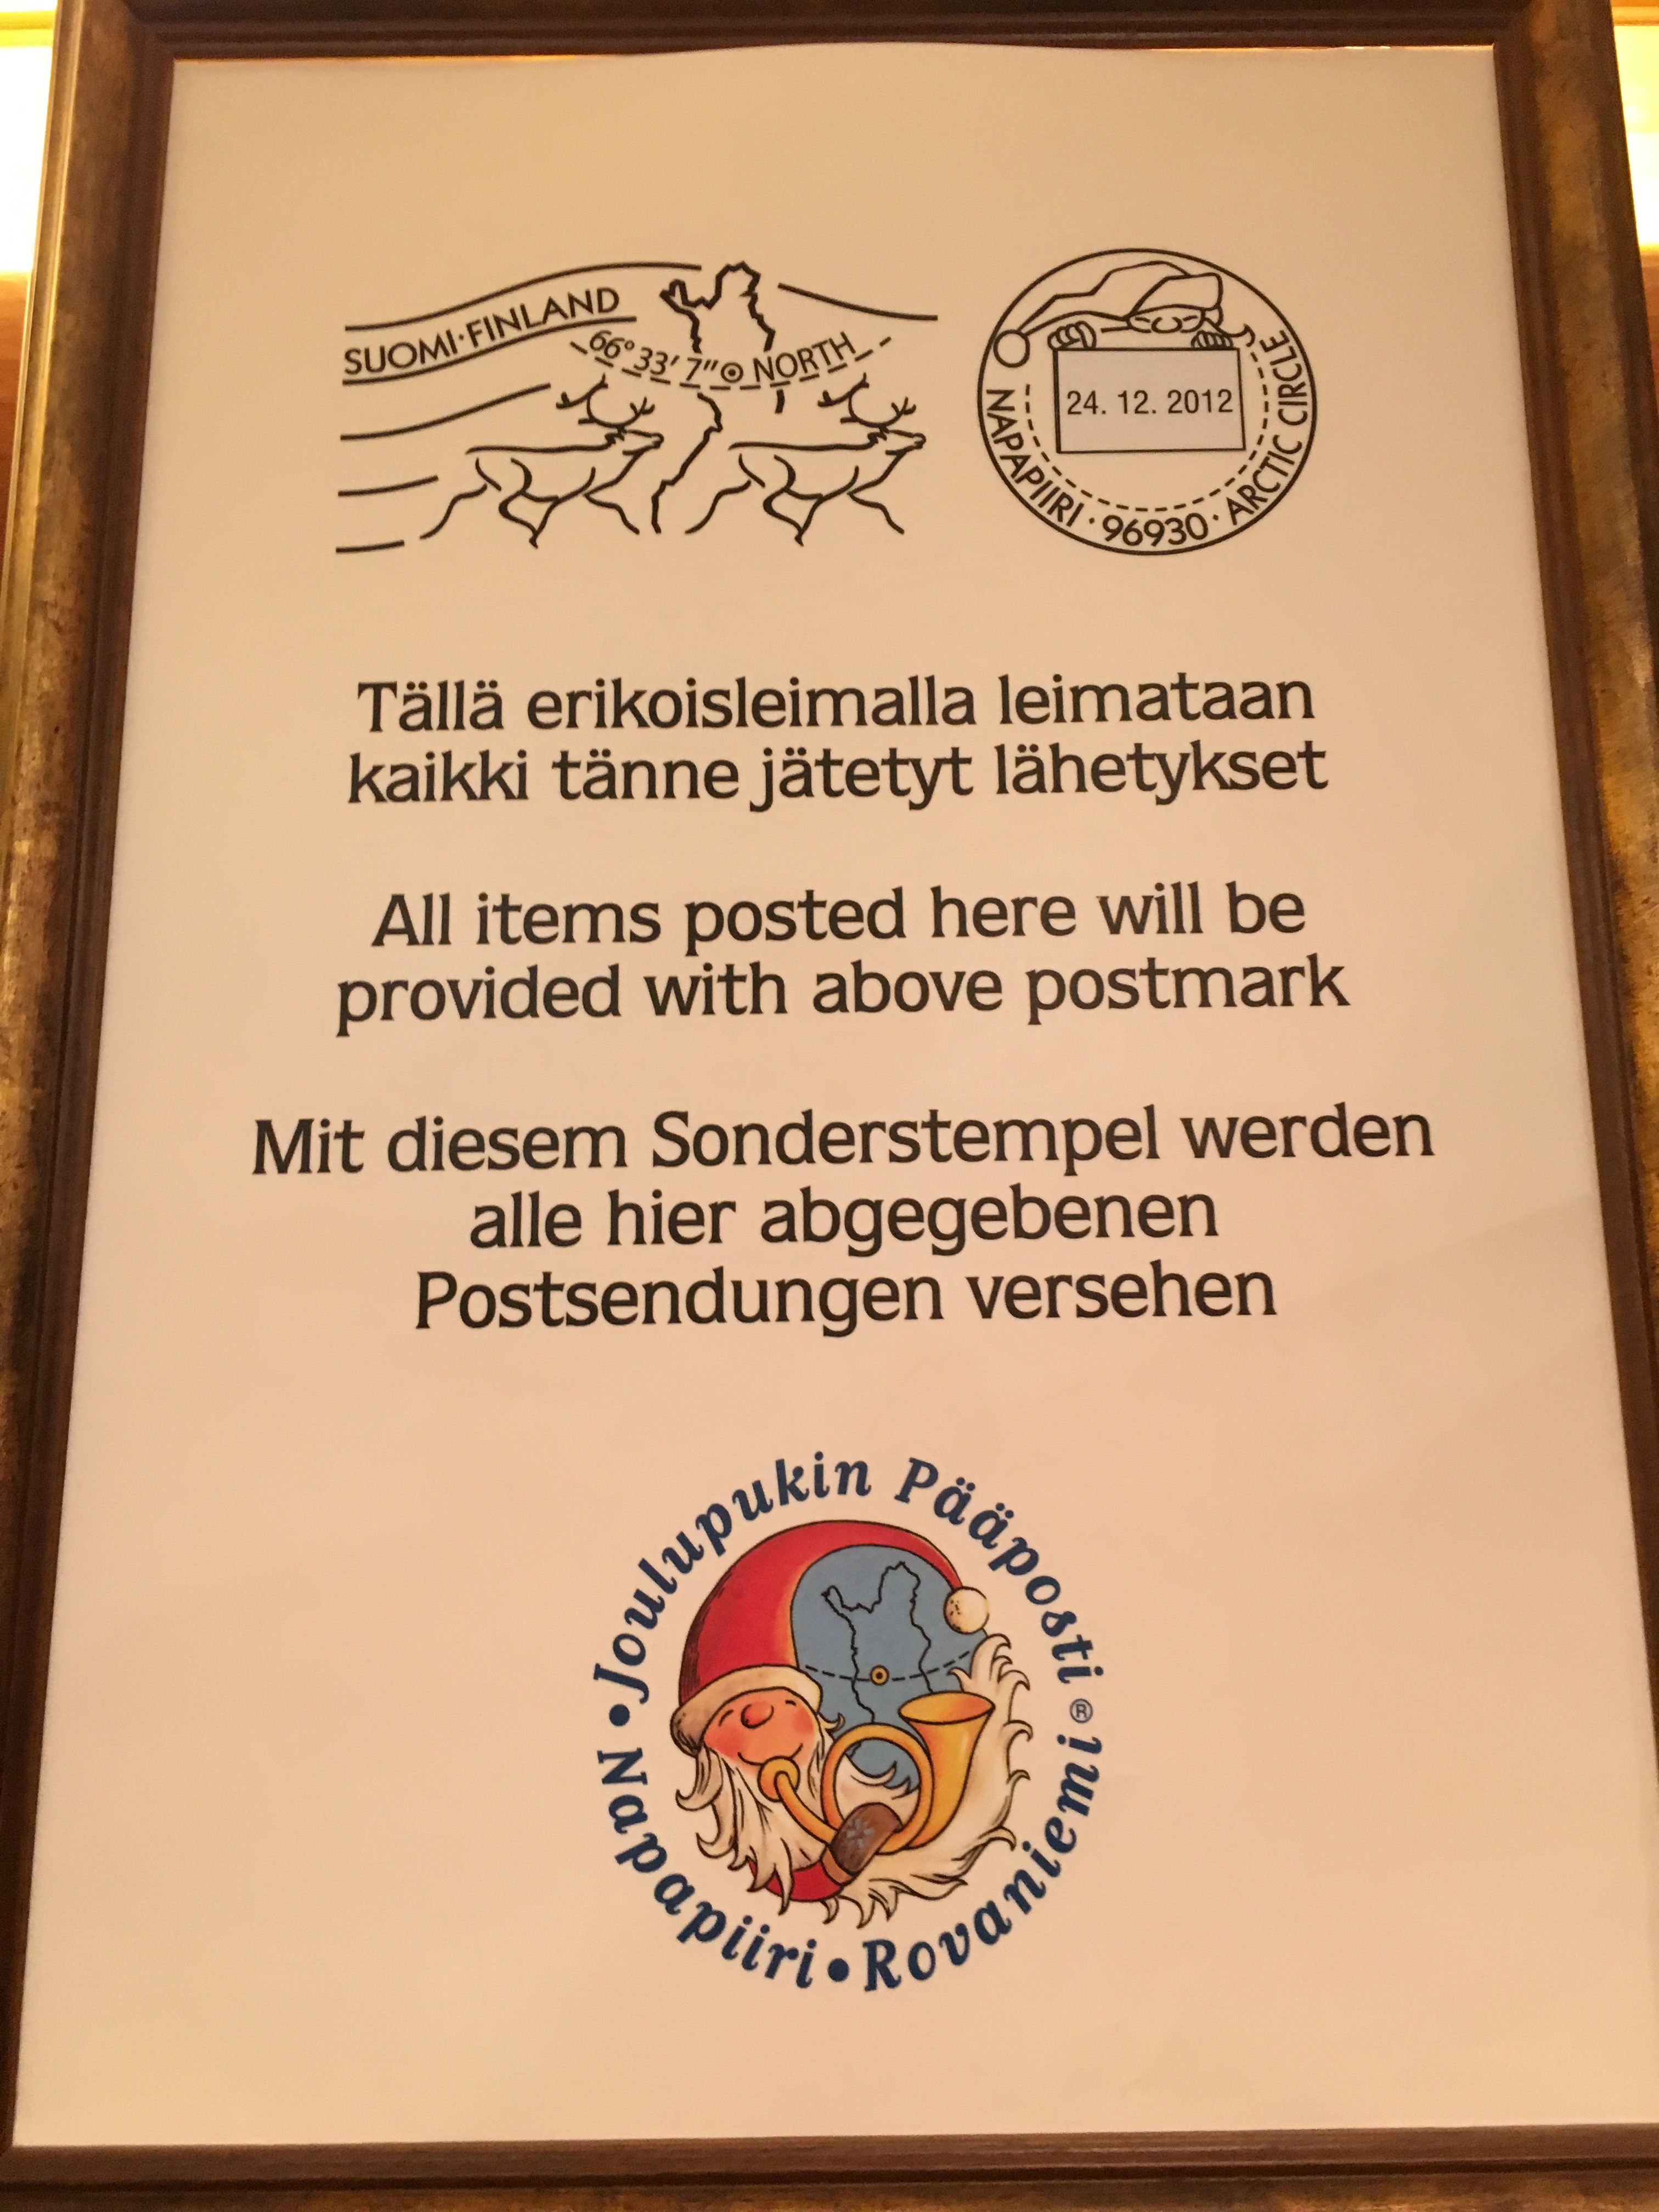 SUOMI·FINLAND
66° 33′ 7″ NORTH
24. 12. 2012
NAPAPIIRI · 96930 · ARCTIC CIRCLE
Tällä erikoisleimalla leimataan
kaikki tänne jätetyt lähetykset
All items posted here will be
provided with above postmark
Mit diesem Sonderstempel werden
alle hier abgegebenen
Postsendungen versehen
Joulupukin Pääposti ®
Napapiiri • Rovaniemi